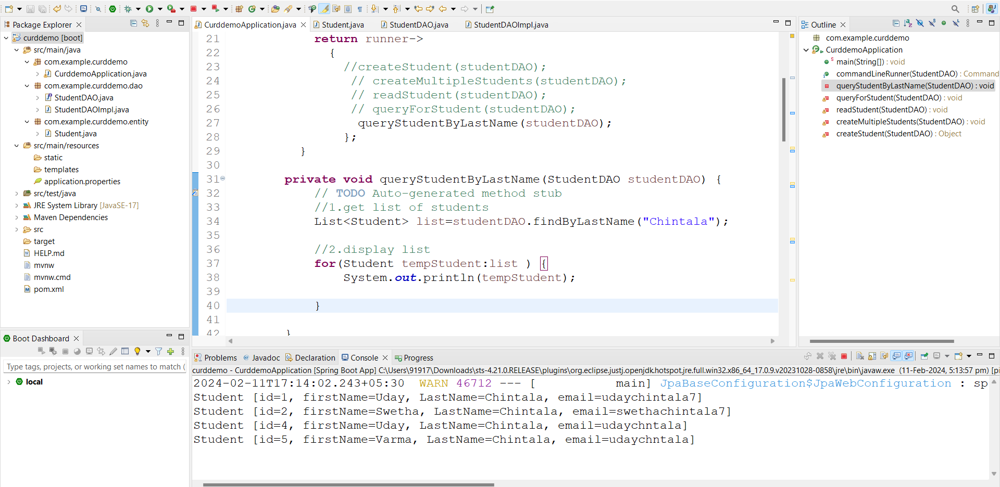 Package Explorer
curddemo [boot]
src/main/java
com.example.curddemo
CurddemoApplication.java
com.example.curddemo.dao
StudentDAO.java
StudentDAOImpl.java
com.example.curddemo.entity
Student.java
src/main/resources
static
templates
application.properties
src/test/java
JRE System Library [JavaSE-17]
Maven Dependencies
src
target
HELP.md
mvnw
mvnw.cmd
pom.xml
Boot Dashboard
Type tags, projects, or working set names to match (
local
CurddemoApplication.java Student.java StudentDAO.java StudentDAOImpl.java
21 return runner->
22 {
23 //createStudent(studentDAO);
24 // createMultipleStudents(studentDAO);
25 // readStudent(studentDAO);
26 // queryForStudent(studentDAO);
27 queryStudentByLastName(studentDAO);
28 };
29 }
30
31 private void queryStudentByLastName(StudentDAO studentDAO) {
32 // TODO Auto-generated method stub
33 //1.get list of students
34 List<Student> list=studentDAO.findByLastName("Chintala");
35
36 //2.display list
37 for(Student tempStudent:list ) {
38 System.out.println(tempStudent);
39
40 }
41
42 }
Outline
com.example.curddemo
CurddemoApplication
main(String[]) : void
commandLineRunner(StudentDAO) : Command
queryStudentByLastName(StudentDAO) : void
queryForStudent(StudentDAO) : void
readStudent(StudentDAO) : void
createMultipleStudents(StudentDAO) : void
createStudent(StudentDAO) : Object
Problems @ Javadoc Declaration Console Progress
curddemo - CurddemoApplication [Spring Boot App] C:\Users\91917\Downloads\sts-4.21.0.RELEASE\plugins\org.eclipse.justj.openjdk.hotspot.jre.full.win32.x86_64_17.0.9.v20231028-0858\jre\bin\javaw.exe (11-Feb-2024, 5:13:57 pm) [pi
2024-02-11T17:14:02.243+05:30 WARN 46712 --- [ main] JpaBaseConfiguration$JpaWebConfiguration : sp
Student [id=1, firstName=Uday, LastName=Chintala, email=udaychintala7]
Student [id=2, firstName=Swetha, LastName=Chintala, email=swethachintala7]
Student [id=4, firstName=Uday, LastName=Chintala, email=udaychntala]
Student [id=5, firstName=Varma, LastName=Chintala, email=udaychntala]